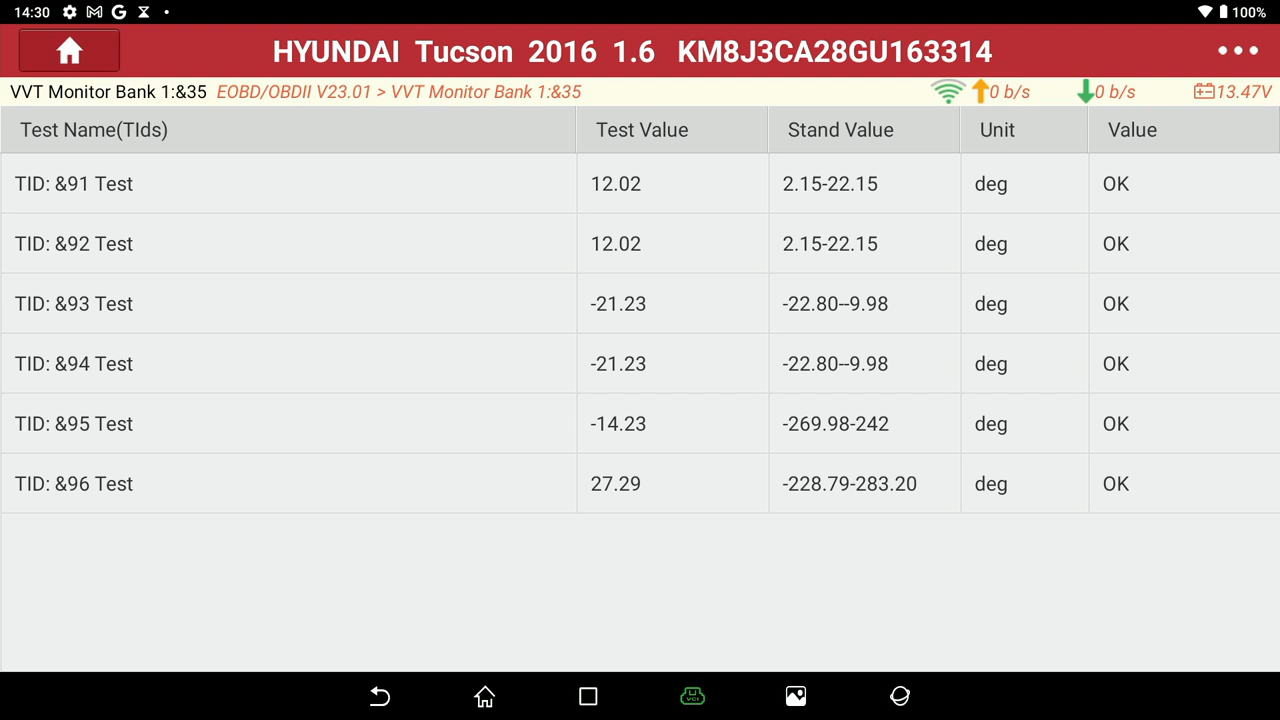 14:30 100%
HYUNDAI Tucson 2016 1.6 KM8J3CA28GU163314
VVT Monitor Bank 1:&35 EOBD/OBDII V23.01 > VVT Monitor Bank 1:&35 0 b/s 0 b/s 13.47V
Test Name(TIds) Test Value Stand Value Unit Value
TID: &91 Test 12.02 2.15-22.15 deg OK
TID: &92 Test 12.02 2.15-22.15 deg OK
TID: &93 Test -21.23 -22.80--9.98 deg OK
TID: &94 Test -21.23 -22.80--9.98 deg OK
TID: &95 Test -14.23 -269.98-242 deg OK
TID: &96 Test 27.29 -228.79-283.20 deg OK
VCI